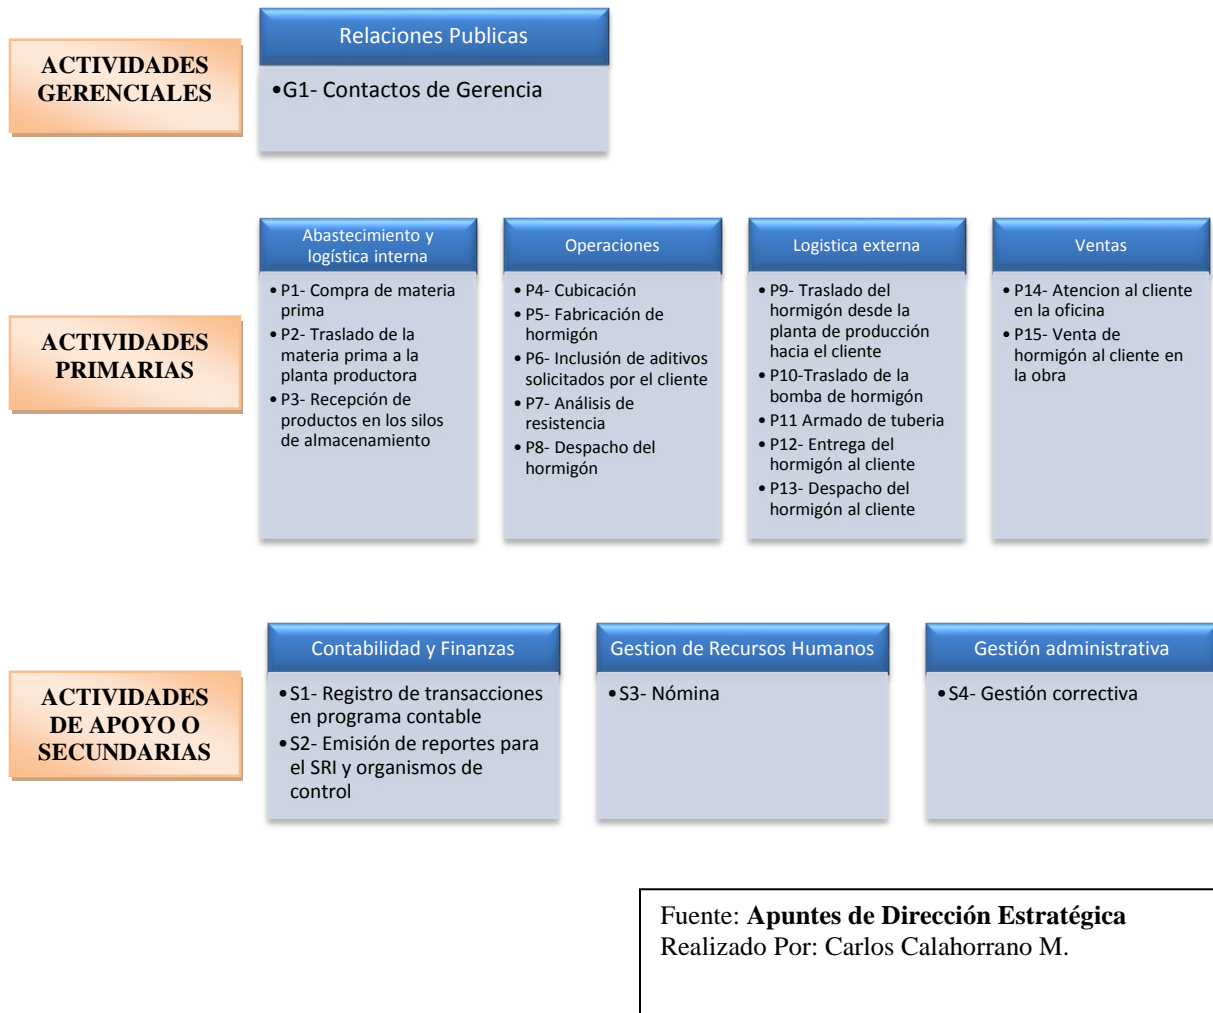 ACTIVIDADES
GERENCIALES
Relaciones Publicas
•G1- Contactos de Gerencia
ACTIVIDADES
PRIMARIAS
Abastecimiento y
logística interna
• P1- Compra de materia
prima
• P2- Traslado de la
materia prima a la
planta productora
• P3- Recepción de
productos en los silos
de almacenamiento
Operaciones
• P4- Cubicación
• P5- Fabricación de
hormigón
• P6- Inclusión de aditivos
solicitados por el cliente
• P7- Análisis de
resistencia
• P8- Despacho del
hormigón
Logistica externa
• P9- Traslado del
hormigón desde la
planta de producción
hacia el cliente
• P10-Traslado de la
bomba de hormigón
• P11 Armado de tuberia
• P12- Entrega del
hormigón al cliente
• P13- Despacho del
hormigón al cliente
Ventas
• P14- Atencion al cliente
en la oficina
• P15- Venta de
hormigón al cliente en
la obra
ACTIVIDADES
DE APOYO O
SECUNDARIAS
Contabilidad y Finanzas
•S1- Registro de transacciones
en programa contable
•S2- Emisión de reportes para
el SRI y organismos de
control
Gestion de Recursos Humanos
•S3- Nómina
Gestión administrativa
•S4- Gestión correctiva
Fuente: Apuntes de Dirección Estratégica
Realizado Por: Carlos Calahorrano M.